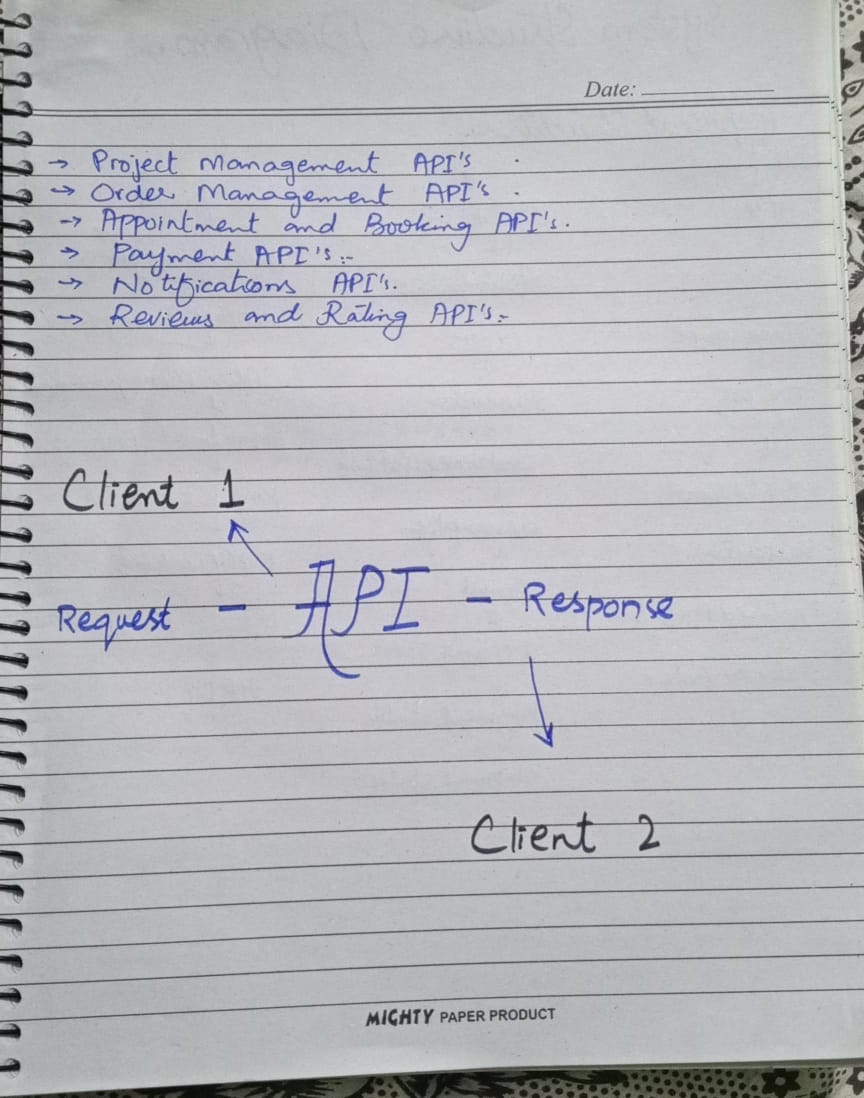 Date:
→ Project Management API's .
→ Order Management API's .
→ Appointment and Booking API's.
→ Payment API's :-
→ Notifications API's.
→ Reviews and Rating API's :-
Client 1
Request - API - Response
Client 2
MIGHTY PAPER PRODUCT